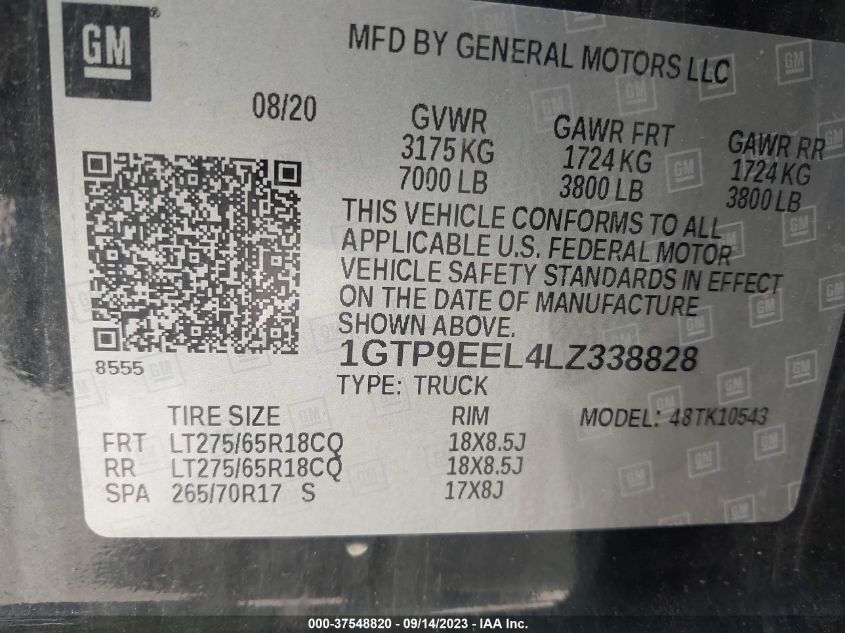 GM
MFD BY GENERAL MOTORS LLC
08/20
GVWR
3175 KG
7000 LB
GAWR FRT
1724 KG
3800 LB
GAWR RR
1724 KG
3800 LB
THIS VEHICLE CONFORMS TO ALL
APPLICABLE U.S. FEDERAL MOTOR
VEHICLE SAFETY STANDARDS IN EFFECT
ON THE DATE OF MANUFACTURE
SHOWN ABOVE.
8555
1GTP9EEL4LZ338828
TYPE: TRUCK
TIRE SIZE RIM MODEL: 48TK10543
FRT LT275/65R18CQ 18X8.5J
RR LT275/65R18CQ 18X8.5J
SPA 265/70R17 S 17X8J
000-37548820 - 09/14/2023 - IAA Inc.